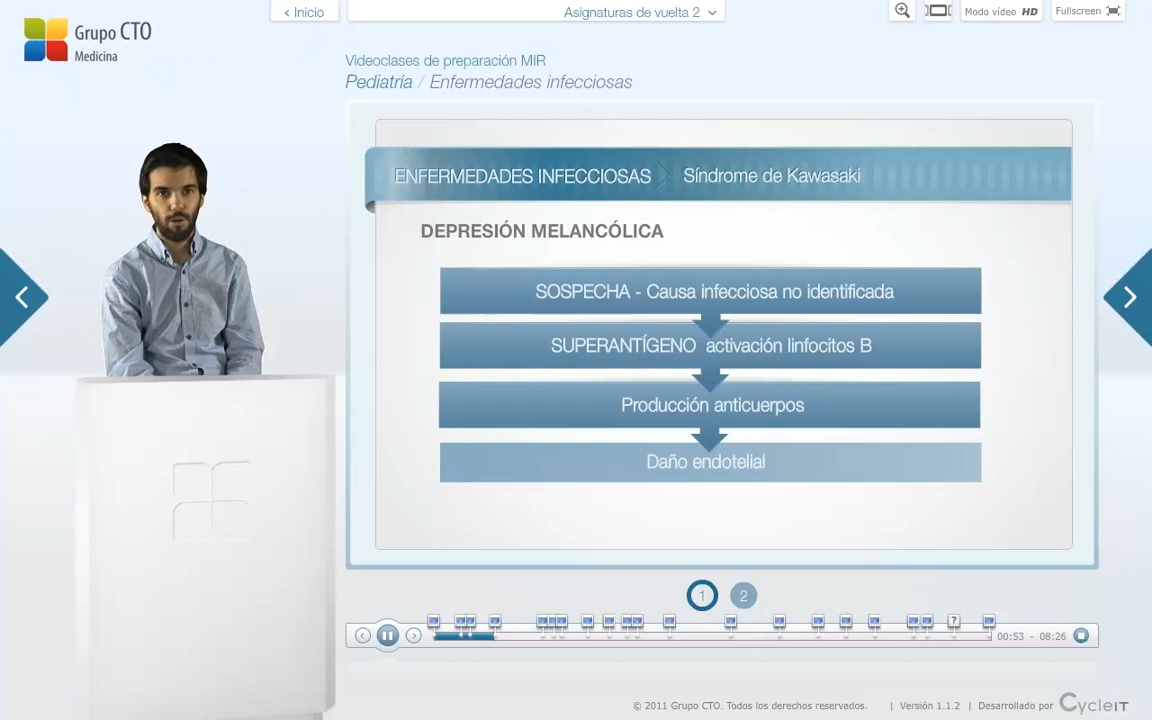 ‹ Inicio
Asignaturas de vuelta 2
Modo vídeo HD
Fullscreen
Grupo CTO
Medicina
Videoclases de preparación MIR
Pediatría / Enfermedades infecciosas
ENFERMEDADES INFECCIOSAS
Síndrome de Kawasaki
DEPRESIÓN MELANCÓLICA
SOSPECHA - Causa infecciosa no identificada
SUPERANTÍGENO activación linfocitos B
Producción anticuerpos
Daño endotelial
1
2
?
00:53 - 08:26
© 2011 Grupo CTO. Todos los derechos reservados. | Versión 1.1.2 | Desarrollado por CycleIT